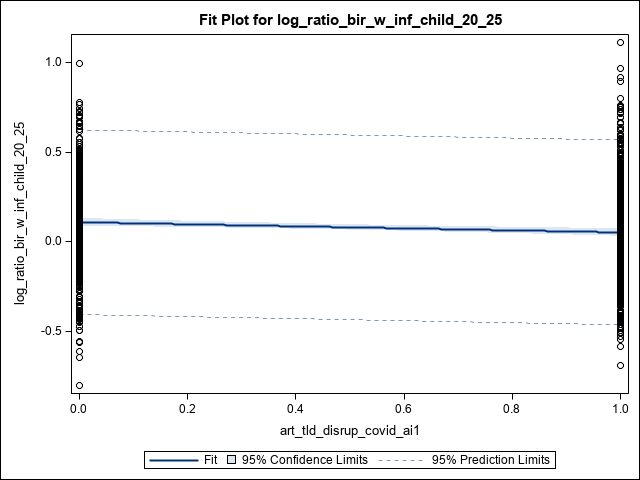 Fit Plot for log_ratio_bir_w_inf_child_20_25
log_ratio_bir_w_inf_child_20_25
1.0
0.5
0.0
-0.5
0.0 0.2 0.4 0.6 0.8 1.0
art_tld_disrup_covid_ai1
Fit 95% Confidence Limits 95% Prediction Limits